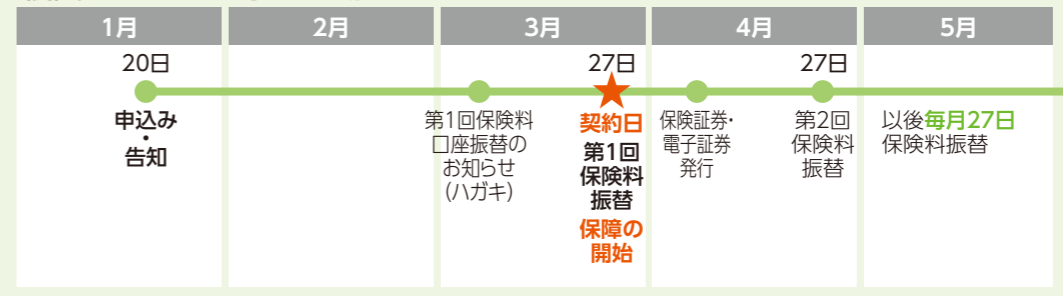 1月
2月
3月
4月
5月
20日
27日
27日
申込み
・
告知
第1回保険料
口座振替の
お知らせ
(ハガキ)
契約日
第1回
保険料
振替
保障の
開始
保険証券・
電子証券
発行
第2回
保険料
振替
以後毎月27日
保険料振替